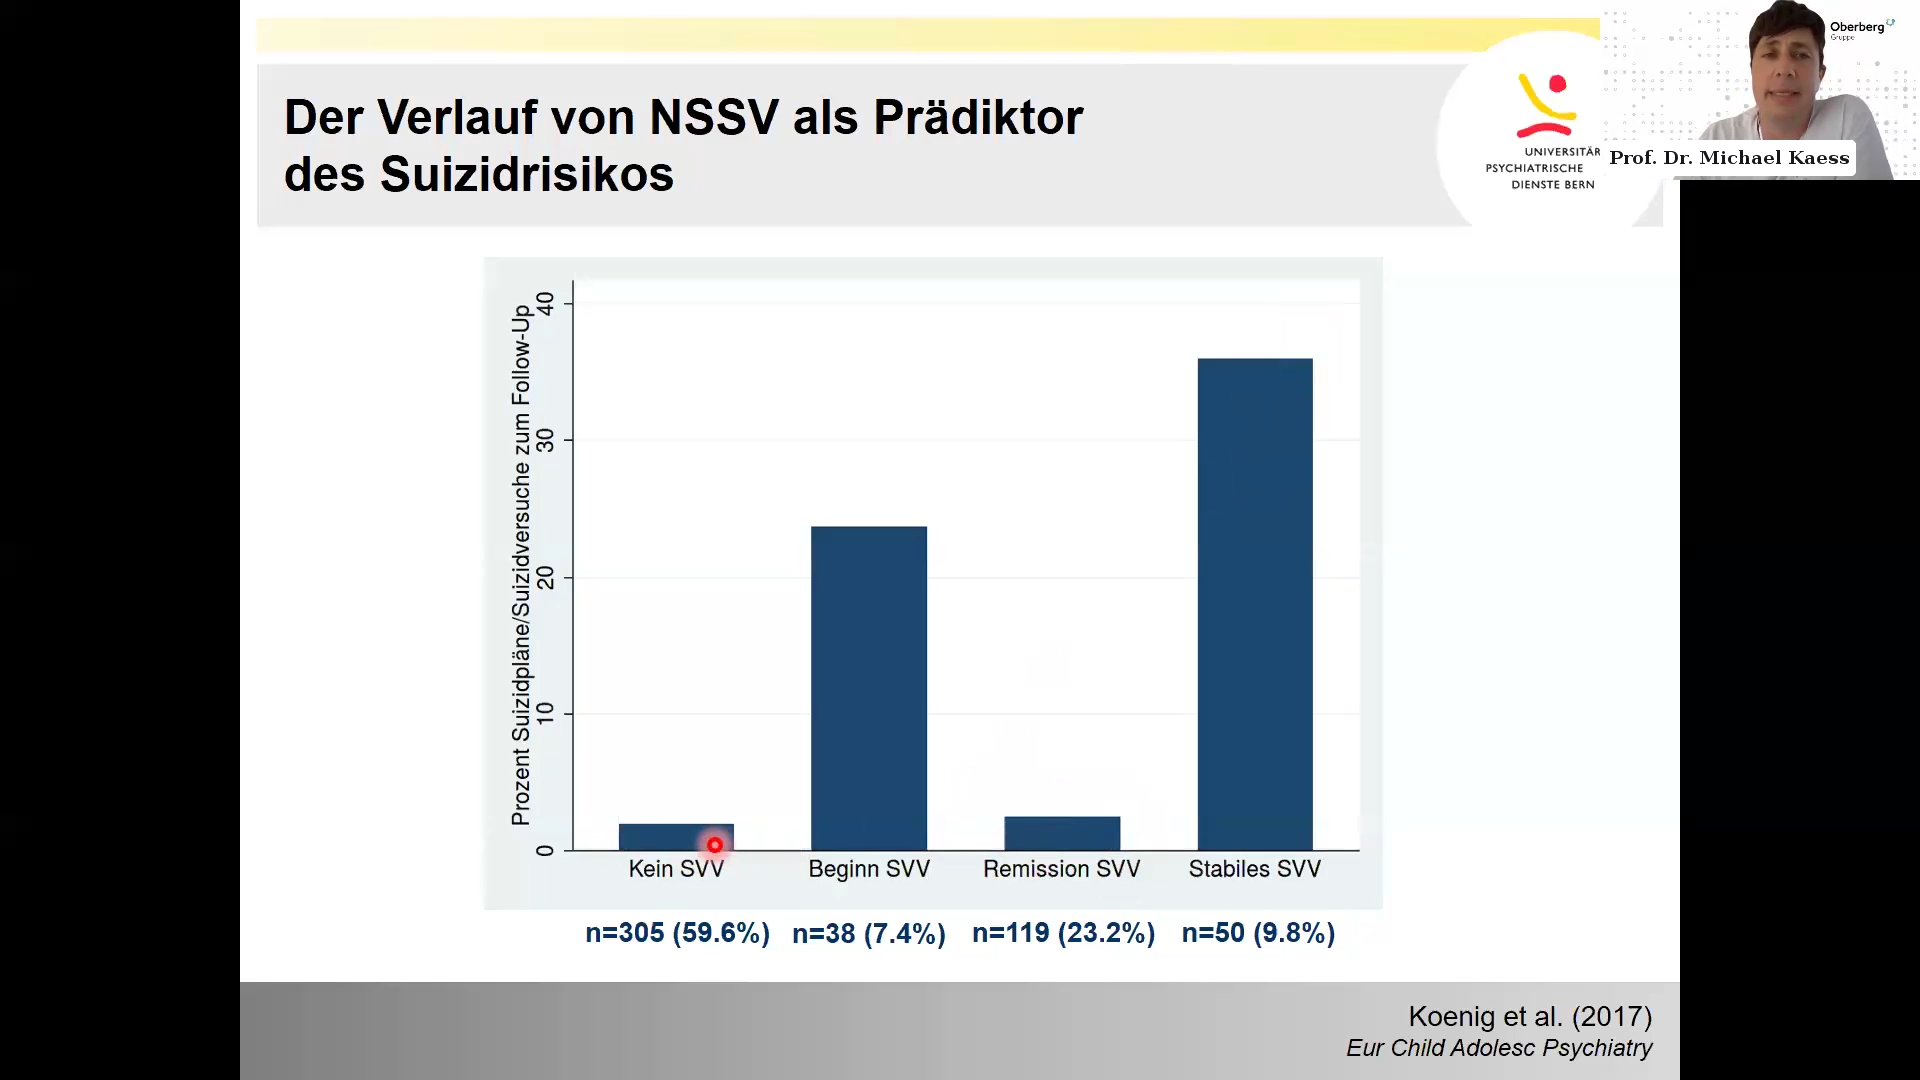 Der Verlauf von NSSV als Prädiktor
des Suizidrisikos
UNIVERSITÄR
PSYCHIATRISCHE
DIENSTE BERN
Oberberg
Gruppe
Prof. Dr. Michael Kaess
Prozent Suizidpläne/Suizidversuche zum Follow-Up
40
30
20
10
0
Kein SVV Beginn SVV Remission SVV Stabiles SVV
n=305 (59.6%) n=38 (7.4%) n=119 (23.2%) n=50 (9.8%)
Koenig et al. (2017)
Eur Child Adolesc Psychiatry